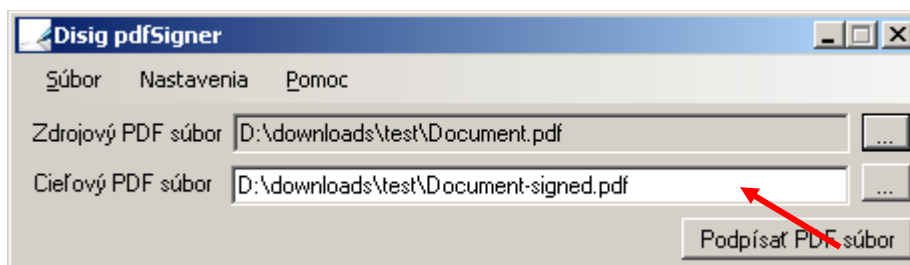 Disig pdfSigner
Súbor Nastavenia Pomoc
Zdrojový PDF súbor D:\downloads\test\Document.pdf ...
Cieľový PDF súbor D:\downloads\test\Document-signed.pdf ...
Podpísať PDF súbor